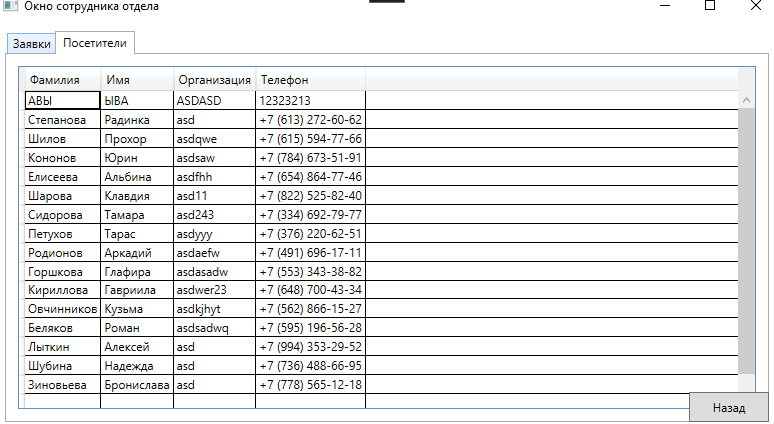 Окно сотрудника отдела
Заявки Посетители
Фамилия Имя Организация Телефон
АВЫ ЫВА ASDASD 12323213
Степанова Радинка asd +7 (613) 272-60-62
Шилов Прохор asdqwe +7 (615) 594-77-66
Кононов Юрин asdsaw +7 (784) 673-51-91
Елисеева Альбина asdfhh +7 (654) 864-77-46
Шарова Клавдия asd11 +7 (822) 525-82-40
Сидорова Тамара asd243 +7 (334) 692-79-77
Петухов Тарас asdyyy +7 (376) 220-62-51
Родионов Аркадий asdaefw +7 (491) 696-17-11
Горшкова Глафира asdasadw +7 (553) 343-38-82
Кириллова Гавриила asdwer23 +7 (648) 700-43-34
Овчинников Кузьма asdkjhyt +7 (562) 866-15-27
Беляков Роман asdsadwq +7 (595) 196-56-28
Лыткин Алексей asd +7 (994) 353-29-52
Шубина Надежда asd +7 (736) 488-66-95
Зиновьева Бронислава asd +7 (778) 565-12-18
Назад